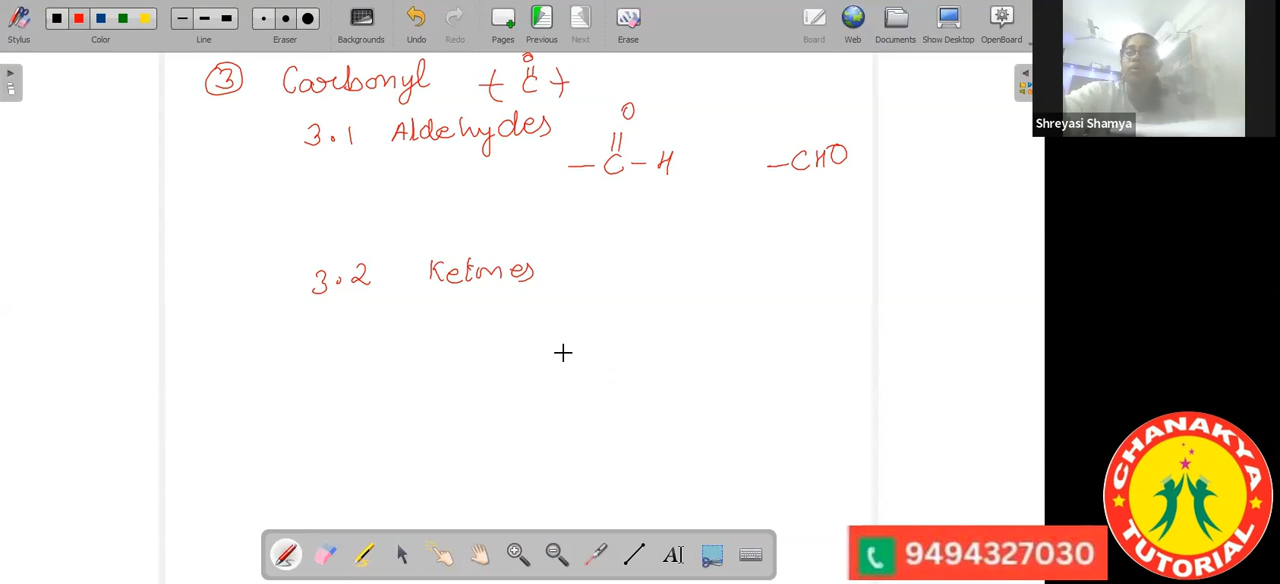 Color
Line
Eraser
Backgrounds
Undo
Redo
Pages
Previous
Next
Erase
Board
Web
Documents
Show Desktop
OpenBoard
Stylus
Shreyasi Shamya
③ Carbonyl
O
||
( C )
3.1 Aldehydes
O
||
— C — H
—CHO
3.2 Ketones
AI
CHANAKYA
TUTORIAL
9494327030